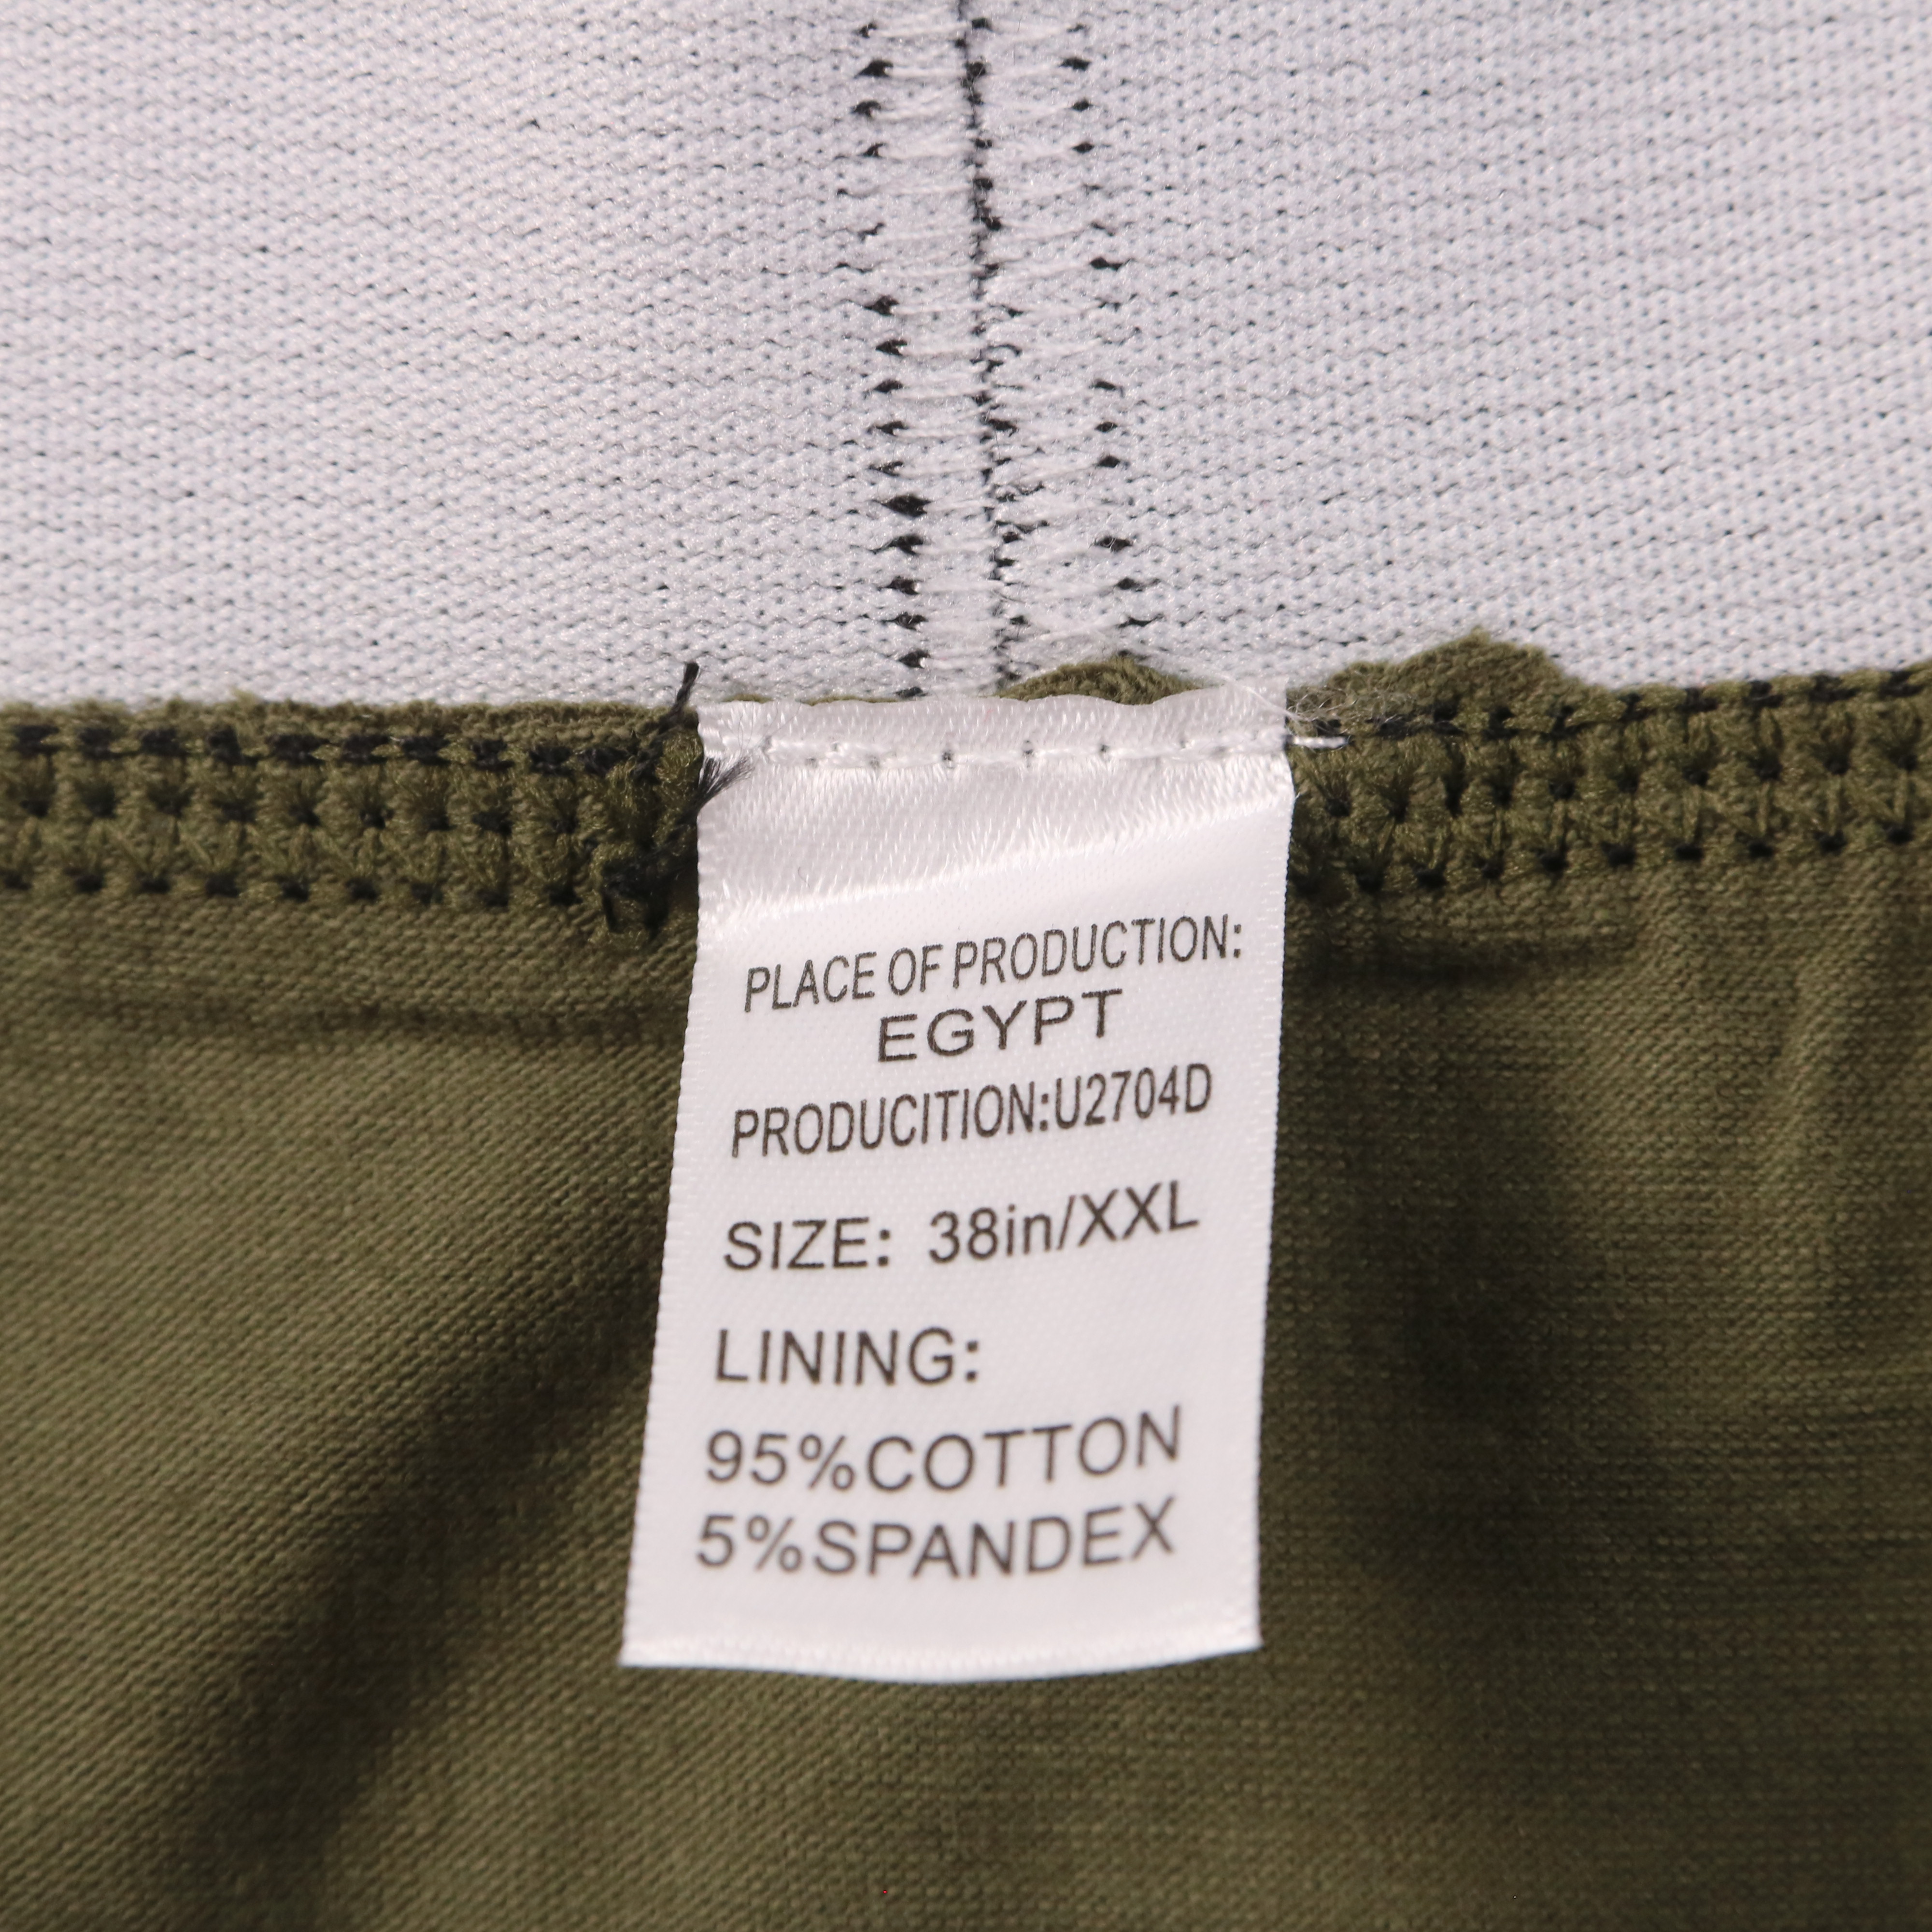 PLACE OF PRODUCTION:
EGYPT
PRODUCITION:U2704D
SIZE: 38in/XXL
LINING:
95%COTTON
5%SPANDEX